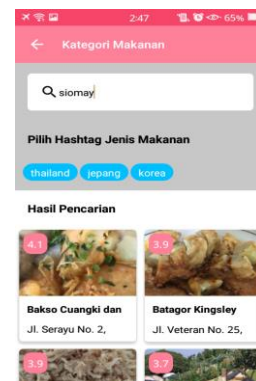 2:47 65%
Kategori Makanan
siomay
Pilih Hashtag Jenis Makanan
thailand jepang korea
Hasil Pencarian
4.1 3.9
Bakso Cuangki dan Batagor Kingsley
Jl. Serayu No. 2, Jl. Veteran No. 25,
3.9 3.7